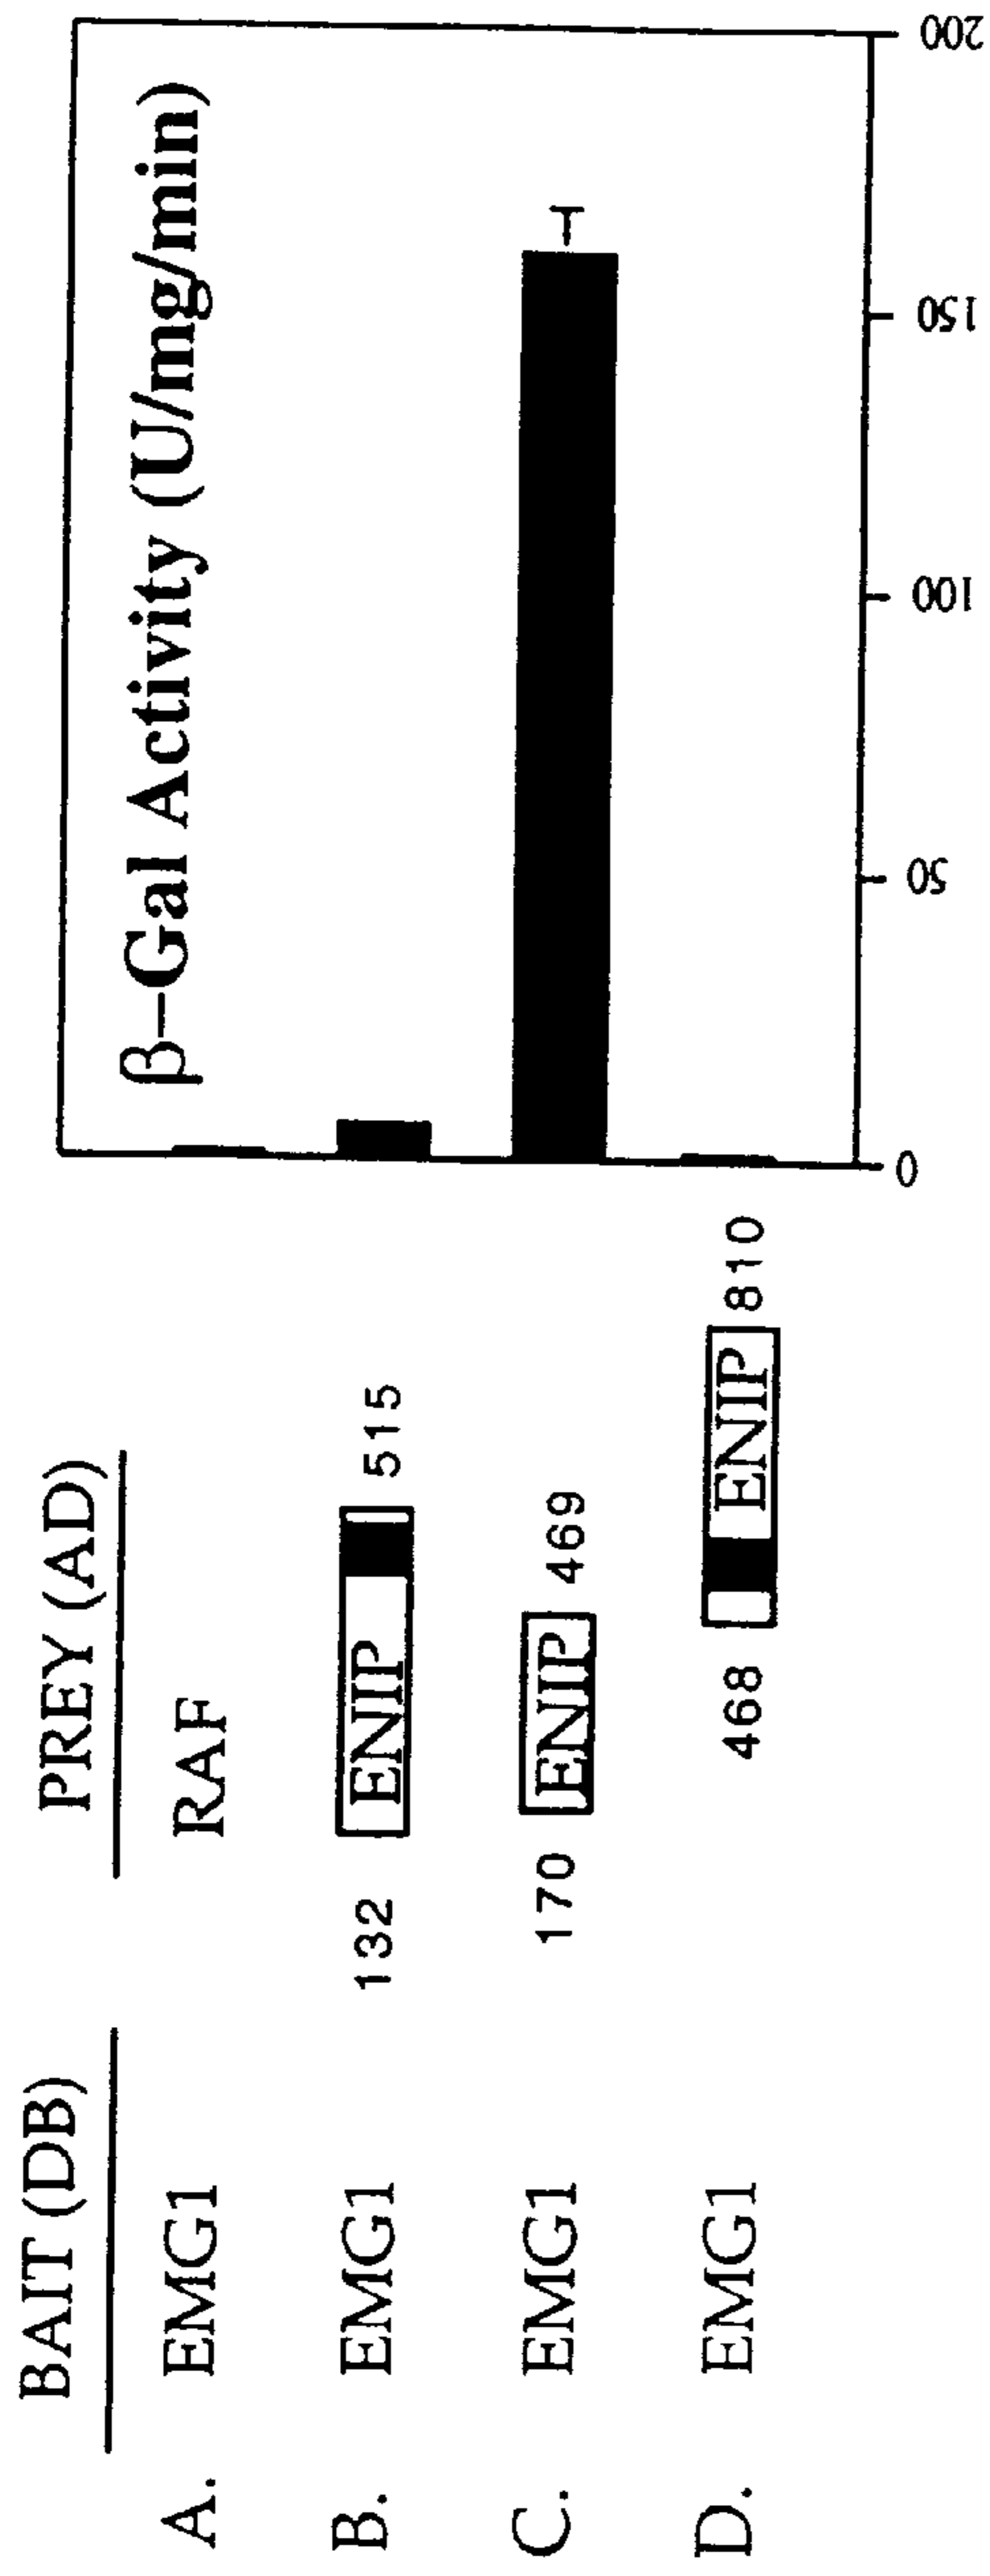 BAIT (DB) PREY (AD)
β–Gal Activity (U/mg/min)
A. EMG1 RAF
B. EMG1 132 ENIP 515
C. EMG1 170 ENIP 469
D. EMG1 468 ENIP 810
0 50 100 150 200